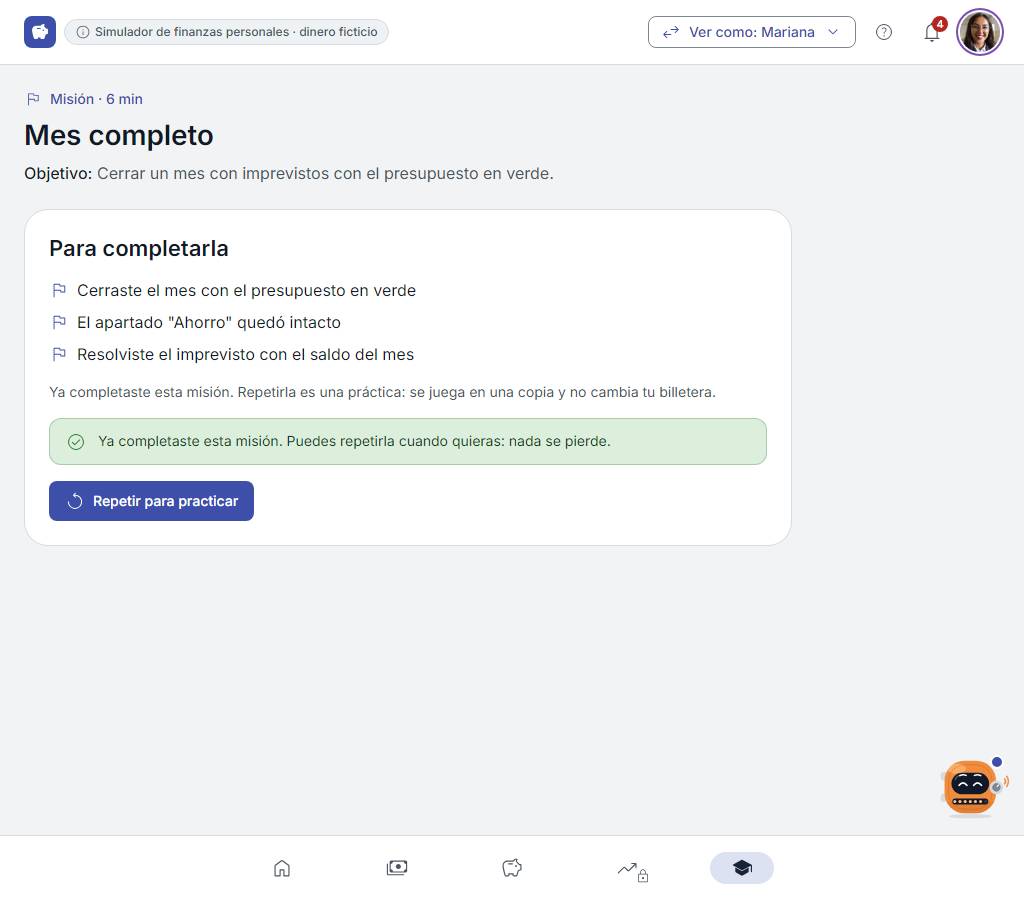 Simulador de finanzas personales · dinero ficticio
Ver como: Mariana
4
Misión · 6 min
Mes completo
Objetivo: Cerrar un mes con imprevistos con el presupuesto en verde.
Para completarla
Cerraste el mes con el presupuesto en verde
El apartado "Ahorro" quedó intacto
Resolviste el imprevisto con el saldo del mes
Ya completaste esta misión. Repetirla es una práctica: se juega en una copia y no cambia tu billetera.
Ya completaste esta misión. Puedes repetirla cuando quieras: nada se pierde.
Repetir para practicar